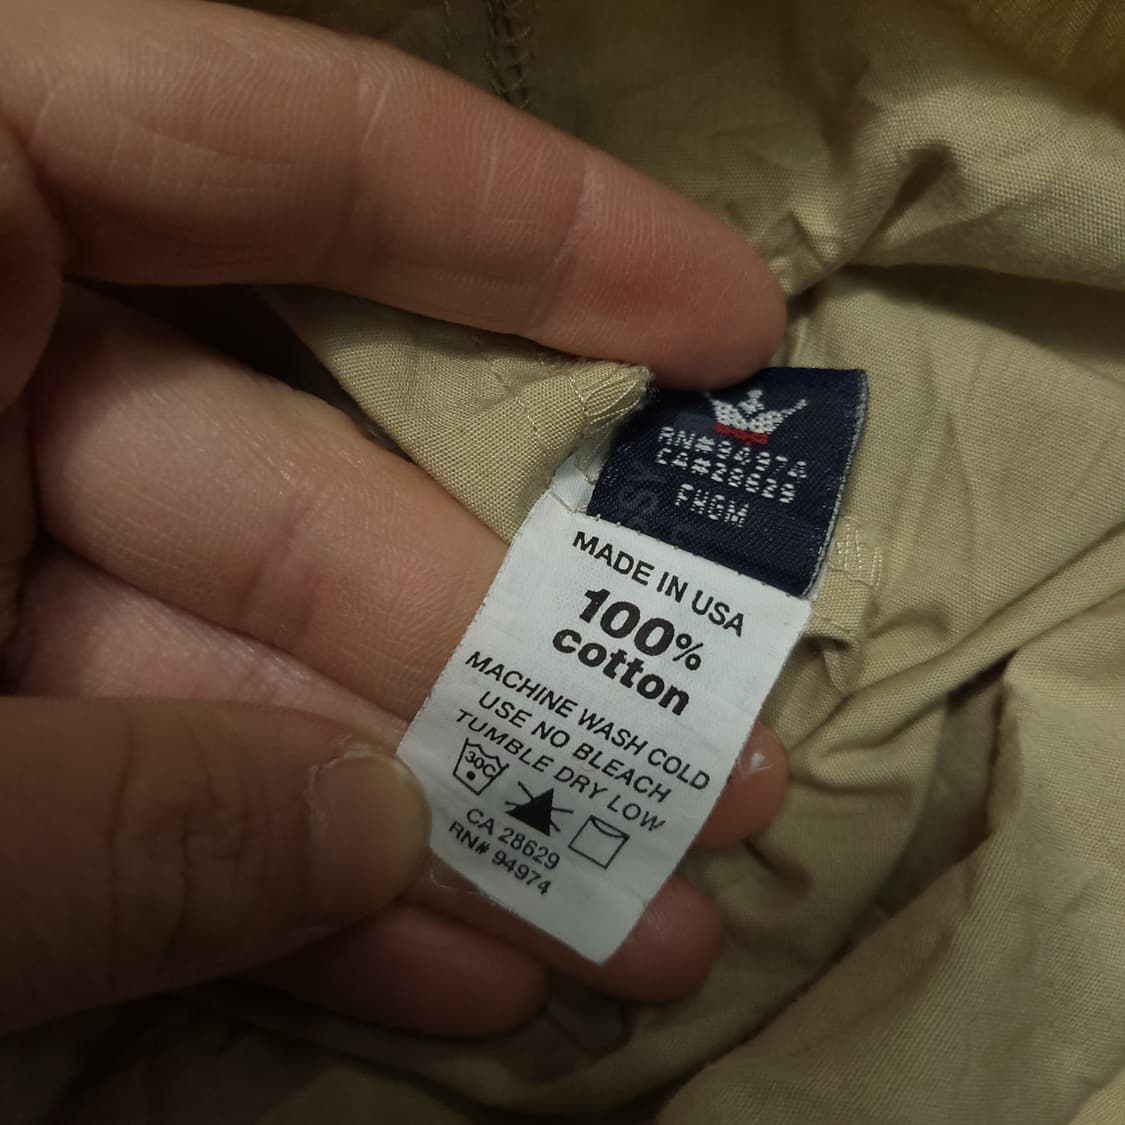 RN#94974
CA#28629
FHGM
MADE IN USA
100%
cotton
MACHINE WASH COLD
USE NO BLEACH
TUMBLE DRY LOW
30C
CA 28629
RN# 94974